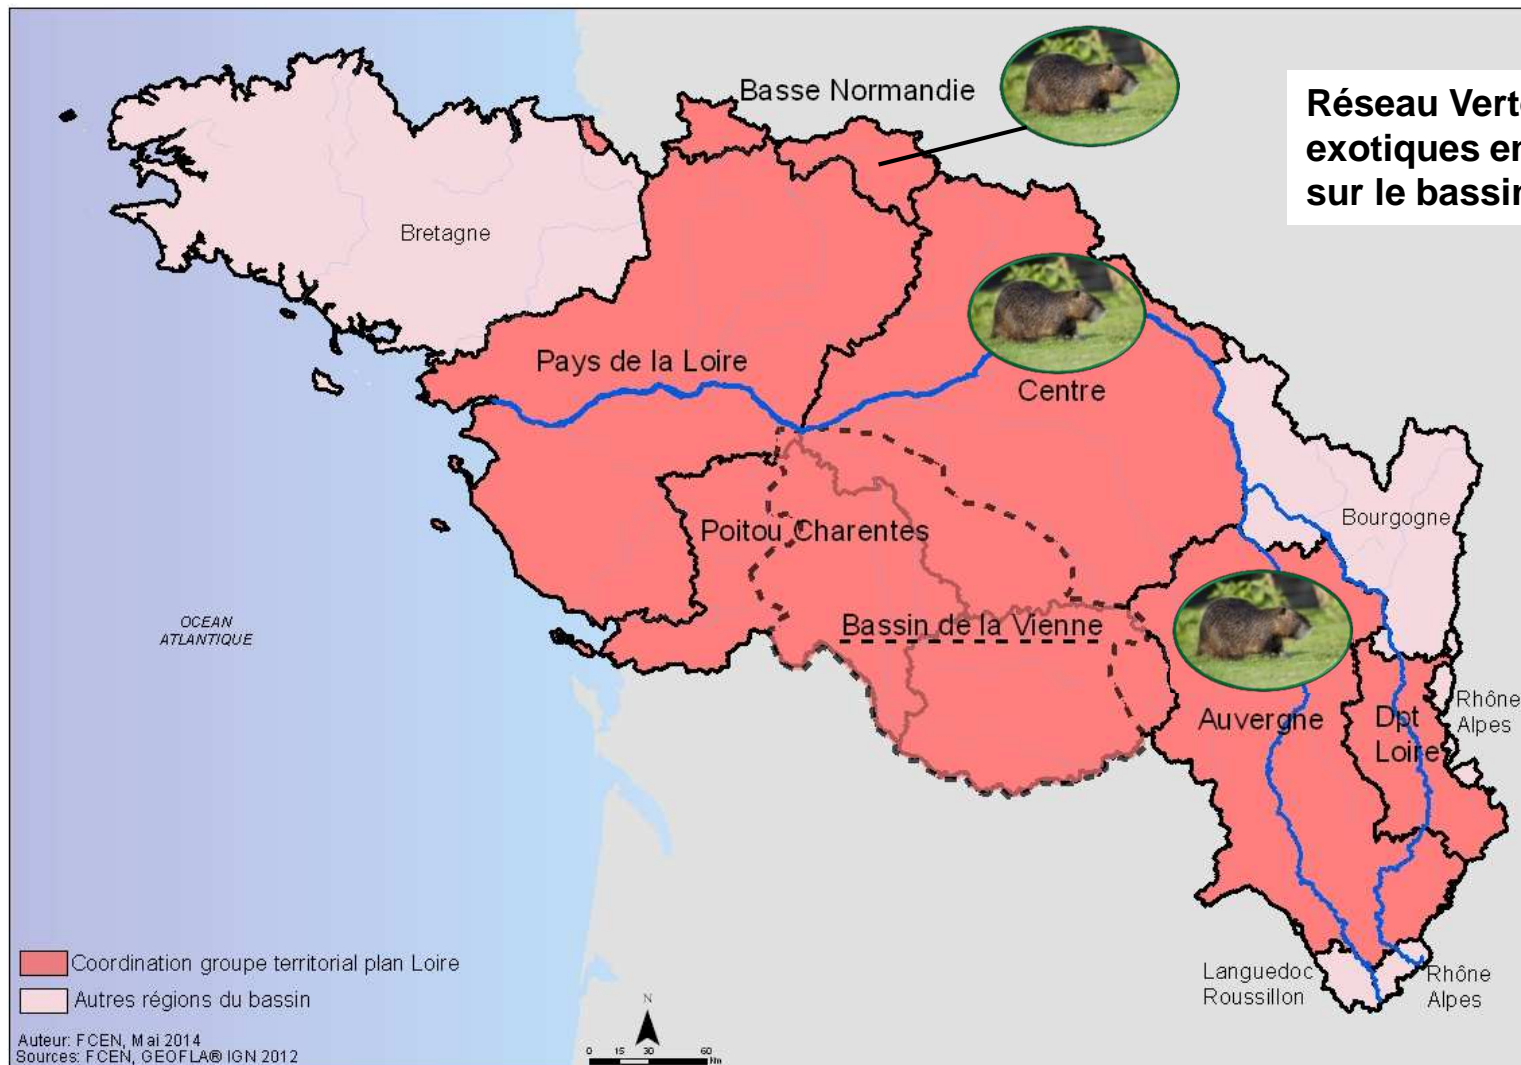 Basse Normandie
Réseau Vert
exotiques en
sur le bassin
Bretagne
Pays de la Loire
Centre
Poitou Charentes
Bourgogne
OCEAN
ATLANTIQUE
Bassin de la Vienne
Auvergne
Dpt
Loire
Rhône
Alpes
Coordination groupe territorial plan Loire
Autres régions du bassin
Languedoc
Roussillon
Rhône
Alpes
N
Auteur: FCEN, Mai 2014
Sources: FCEN, GEOFLA® IGN 2012
0 15 30 60
Km